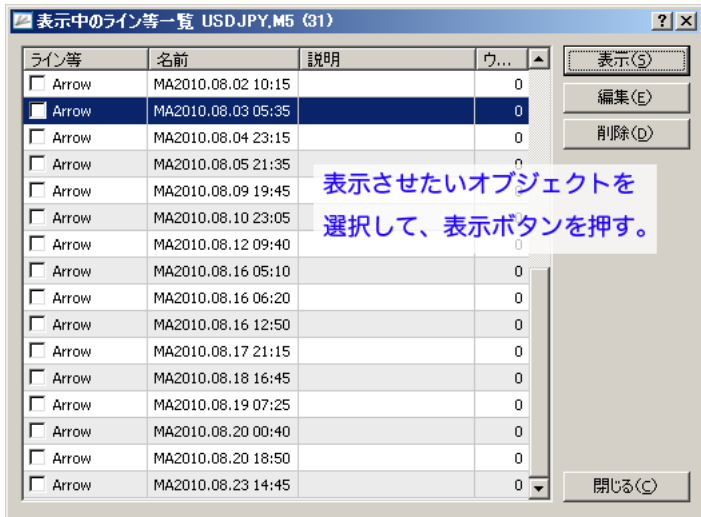 表示中のライン等一覧 USDJPY,M5 (31)
ライン等 名前 説明 ウ...
表示(S)
編集(E)
削除(D)
Arrow MA2010.08.02 10:15 0
Arrow MA2010.08.03 05:35 0
Arrow MA2010.08.04 23:15 0
Arrow MA2010.08.05 21:35 0
Arrow MA2010.08.09 19:45 0
Arrow MA2010.08.10 23:05 0
Arrow MA2010.08.12 09:40 0
Arrow MA2010.08.16 05:10 0
Arrow MA2010.08.16 06:20 0
Arrow MA2010.08.16 12:50 0
Arrow MA2010.08.17 21:15 0
Arrow MA2010.08.18 16:45 0
Arrow MA2010.08.19 07:25 0
Arrow MA2010.08.20 00:40 0
Arrow MA2010.08.20 18:50 0
Arrow MA2010.08.23 14:45 0
表示させたいオブジェクトを
選択して、表示ボタンを押す。
閉じる(C)